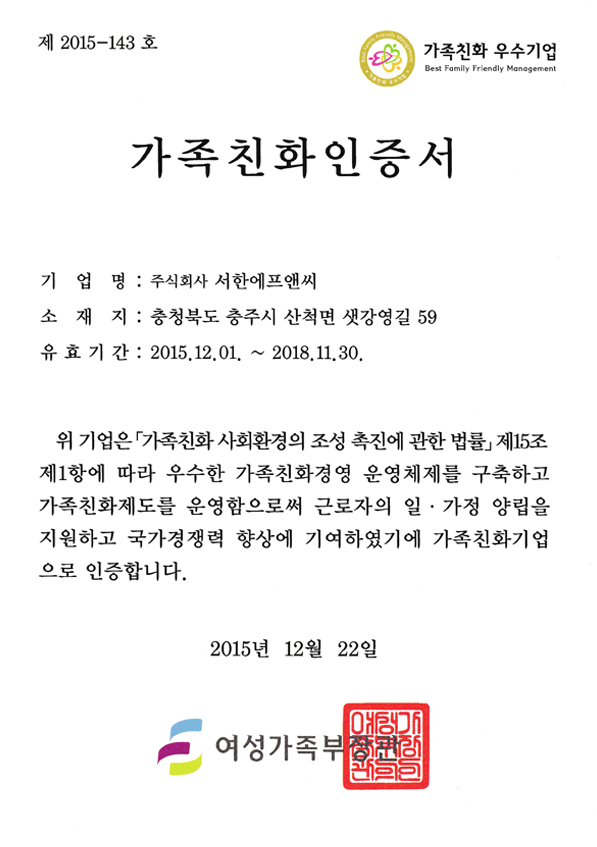 제 2015-143 호
가족친화 우수기업
Best Family Friendly Management
가족친화인증서
기 업 명 : 주식회사 서한에프앤씨
소 재 지 : 충청북도 충주시 산척면 샛강영길 59
유효기간 : 2015.12.01. ~ 2018.11.30.
위 기업은 「가족친화 사회환경의 조성 촉진에 관한 법률」 제15조
제1항에 따라 우수한 가족친화경영 운영체제를 구축하고
가족친화제도를 운영함으로써 근로자의 일 · 가정 양립을
지원하고 국가경쟁력 향상에 기여하였기에 가족친화기업
으로 인증합니다.
2015년 12월 22일
여성가족부장관